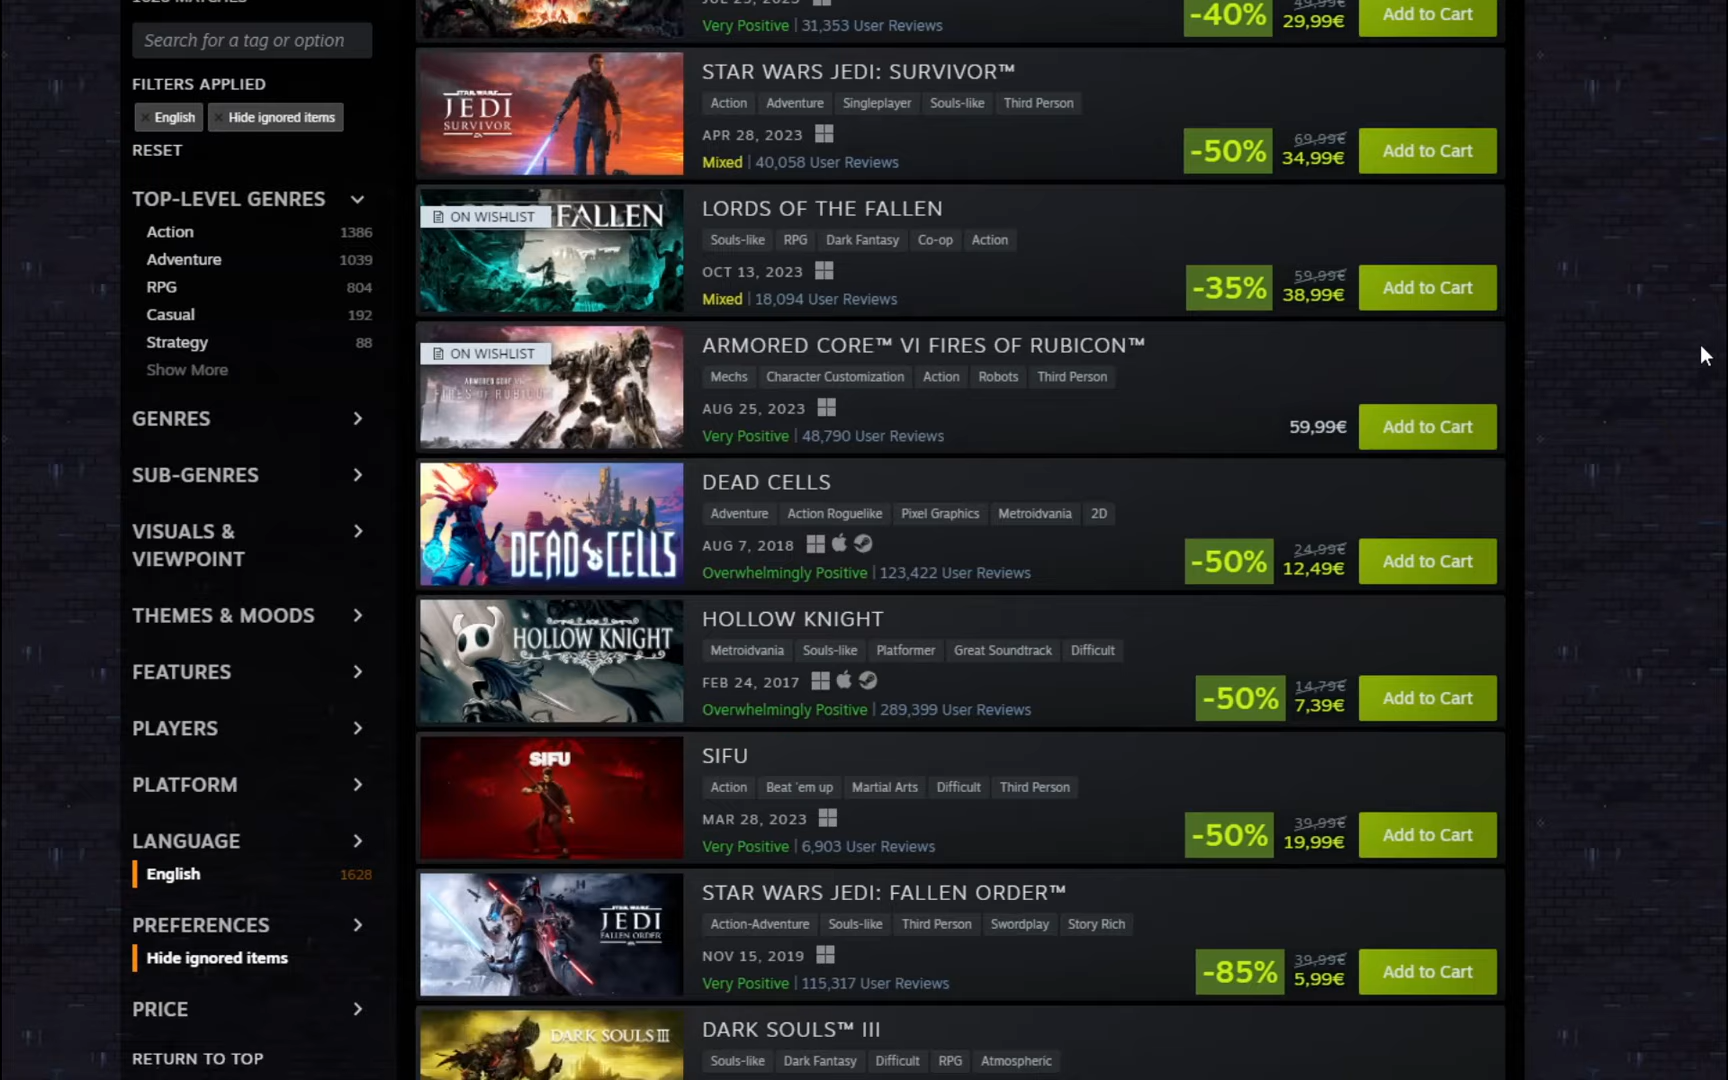 Search for a tag or option
FILTERS APPLIED
× English
× Hide ignored items
RESET
TOP-LEVEL GENRES
Action 1386
Adventure 1039
RPG 804
Casual 192
Strategy 88
Show More
GENRES
SUB-GENRES
VISUALS &
VIEWPOINT
THEMES & MOODS
FEATURES
PLAYERS
PLATFORM
LANGUAGE
English 1628
PREFERENCES
Hide ignored items
PRICE
RETURN TO TOP
Very Positive | 31,353 User Reviews
-40%
29,99€
Add to Cart
STAR WARS
JEDI
SURVIVOR
STAR WARS JEDI: SURVIVOR™
Action Adventure Singleplayer Souls-like Third Person
APR 28, 2023
Mixed | 40,058 User Reviews
-50%
69,99€
34,99€
Add to Cart
ON WISHLIST
FALLEN
LORDS OF THE FALLEN
Souls-like RPG Dark Fantasy Co-op Action
OCT 13, 2023
Mixed | 18,094 User Reviews
-35%
59,99€
38,99€
Add to Cart
ON WISHLIST
ARMORED CORE VI
FIRES OF RUBICON
ARMORED CORE™ VI FIRES OF RUBICON™
Mechs Character Customization Action Robots Third Person
AUG 25, 2023
Very Positive | 48,790 User Reviews
59,99€
Add to Cart
DEAD CELLS
DEAD CELLS
Adventure Action Roguelike Pixel Graphics Metroidvania 2D
AUG 7, 2018
Overwhelmingly Positive | 123,422 User Reviews
-50%
24,99€
12,49€
Add to Cart
HOLLOW KNIGHT
HOLLOW KNIGHT
Metroidvania Souls-like Platformer Great Soundtrack Difficult
FEB 24, 2017
Overwhelmingly Positive | 289,399 User Reviews
-50%
14,79€
7,39€
Add to Cart
SIFU
SIFU
Action Beat 'em up Martial Arts Difficult Third Person
MAR 28, 2023
Very Positive | 6,903 User Reviews
-50%
39,99€
19,99€
Add to Cart
STAR WARS
JEDI
FALLEN ORDER
STAR WARS JEDI: FALLEN ORDER™
Action-Adventure Souls-like Third Person Swordplay Story Rich
NOV 15, 2019
Very Positive | 115,317 User Reviews
-85%
39,99€
5,99€
Add to Cart
DARK SOULS III
DARK SOULS™ III
Souls-like Dark Fantasy Difficult RPG Atmospheric